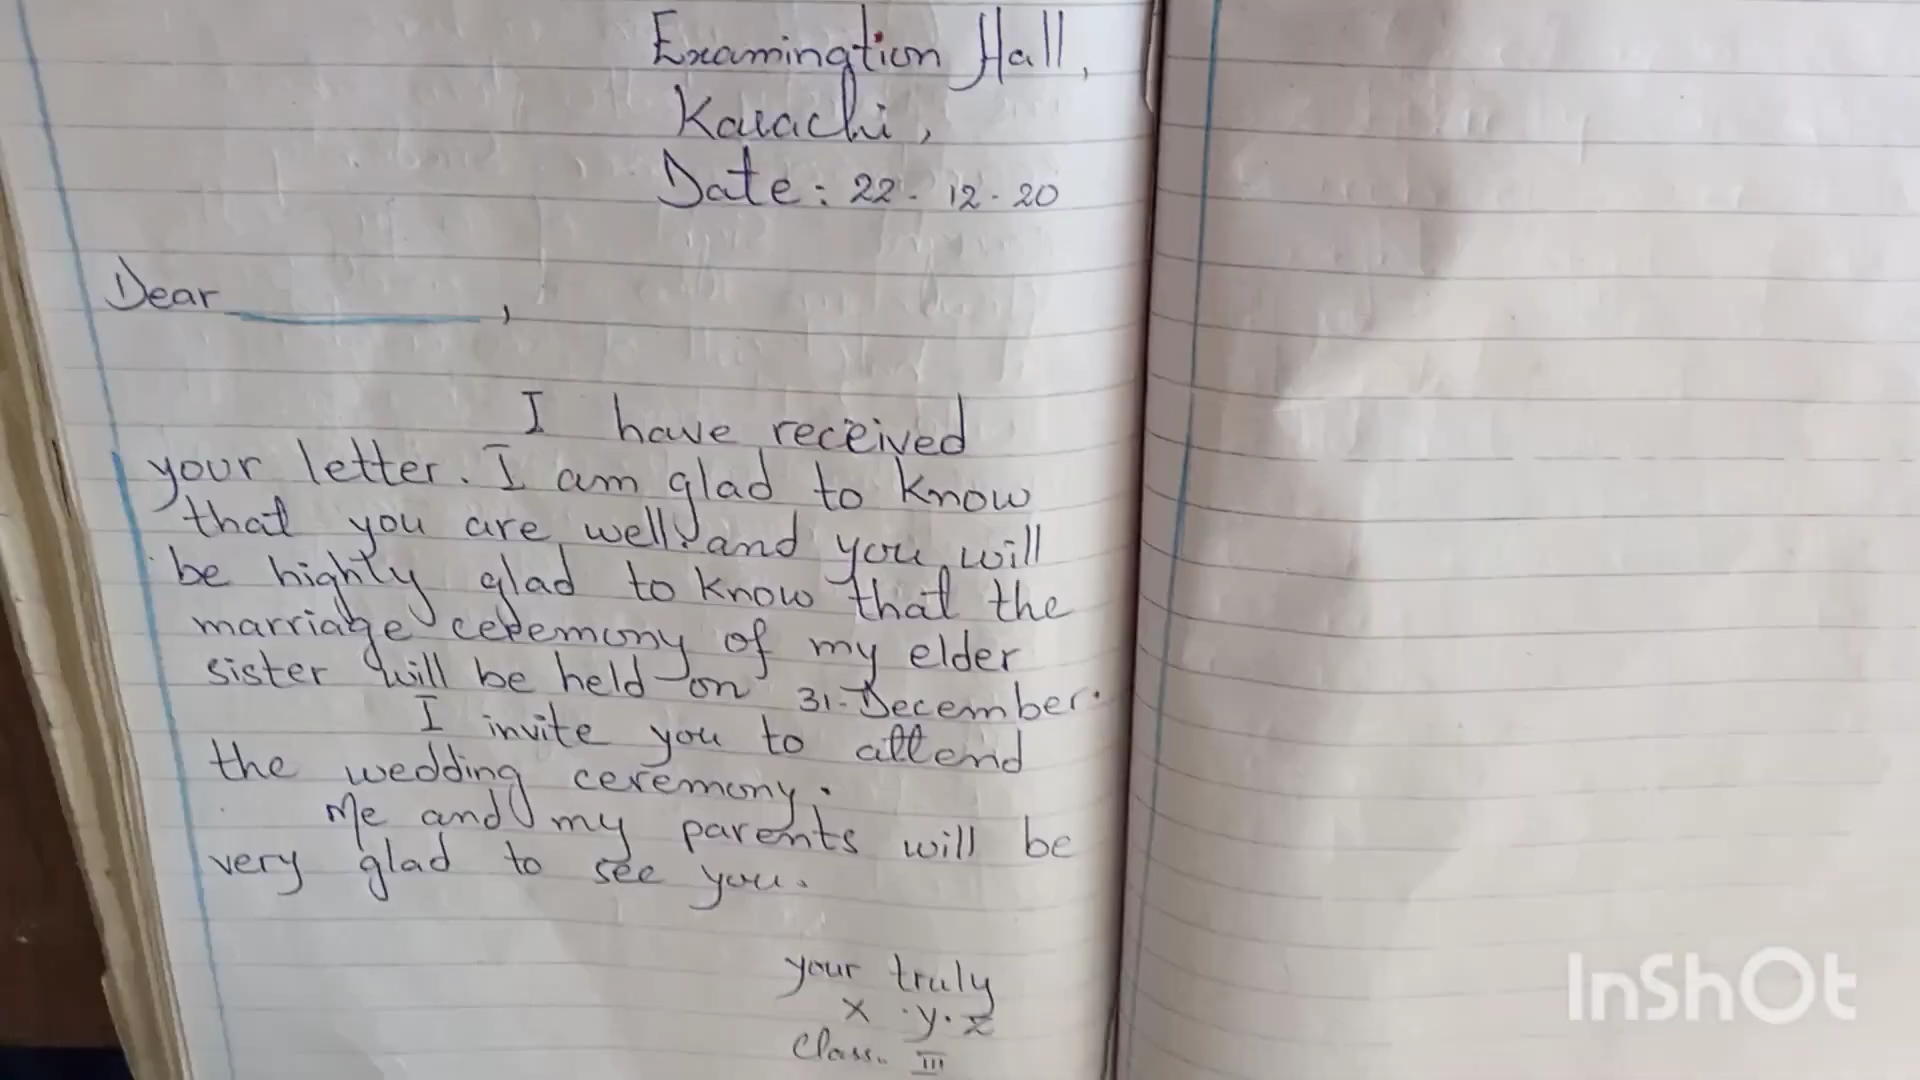 Examination Hall,
Karachi,
Date: 22-12-20
Dear ________,
I have received
your letter. I am glad to know
that you are well. and you will
be highly glad to know that the
marriage ceremony of my elder
sister will be held on 31-December.
I invite you to attend
the wedding ceremony.
Me and my parents will be
very glad to see you.
your truly
X.Y.Z
Class. III
InShOt